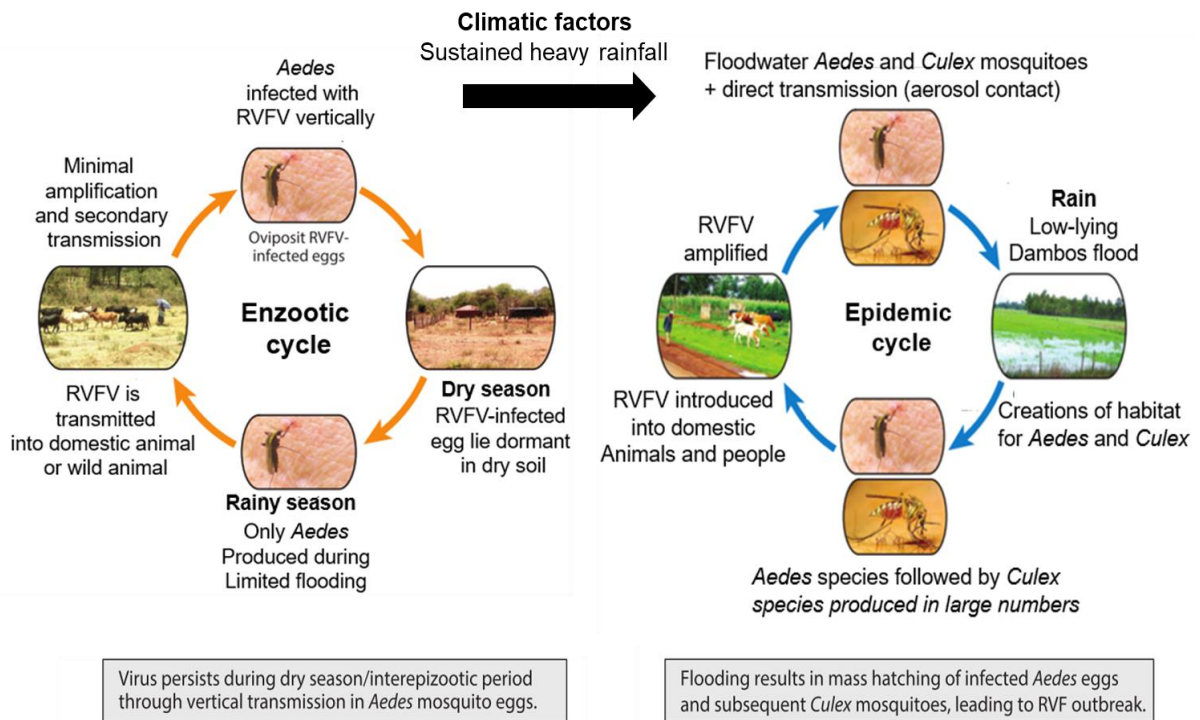 Climatic factors
Sustained heavy rainfall
Aedes
infected with
RVFV vertically
Minimal
amplification
and secondary
transmission
Oviposit RVFV-
infected eggs
Enzootic
cycle
Dry season
RVFV-infected
egg lie dormant
in dry soil
RVFV is
transmitted
into domestic animal
or wild animal
Rainy season
Only Aedes
Produced during
Limited flooding
Virus persists during dry season/interepizootic period
through vertical transmission in Aedes mosquito eggs.
Floodwater Aedes and Culex mosquitoes
+ direct transmission (aerosol contact)
RVFV
amplified
Rain
Low-lying
Dambos flood
Epidemic
cycle
RVFV introduced
into domestic
Animals and people
Creations of habitat
for Aedes and Culex
Aedes species followed by Culex
species produced in large numbers
Flooding results in mass hatching of infected Aedes eggs
and subsequent Culex mosquitoes, leading to RVF outbreak.